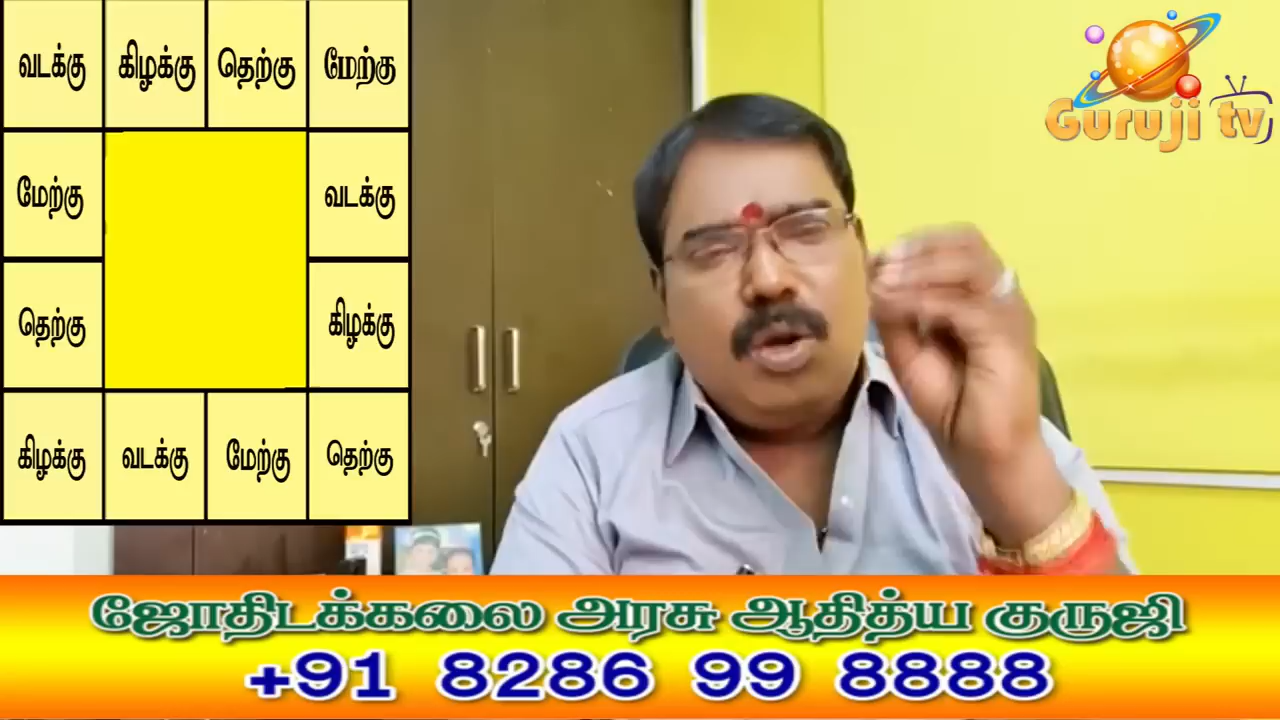 வடக்கு கிழக்கு தெற்கு மேற்கு
Guruji tv
மேற்கு வடக்கு
தெற்கு கிழக்கு
கிழக்கு வடக்கு மேற்கு தெற்கு
ஜோதிடக்கலை அரசு ஆதித்ய குருஜி
+91 8286 99 8888